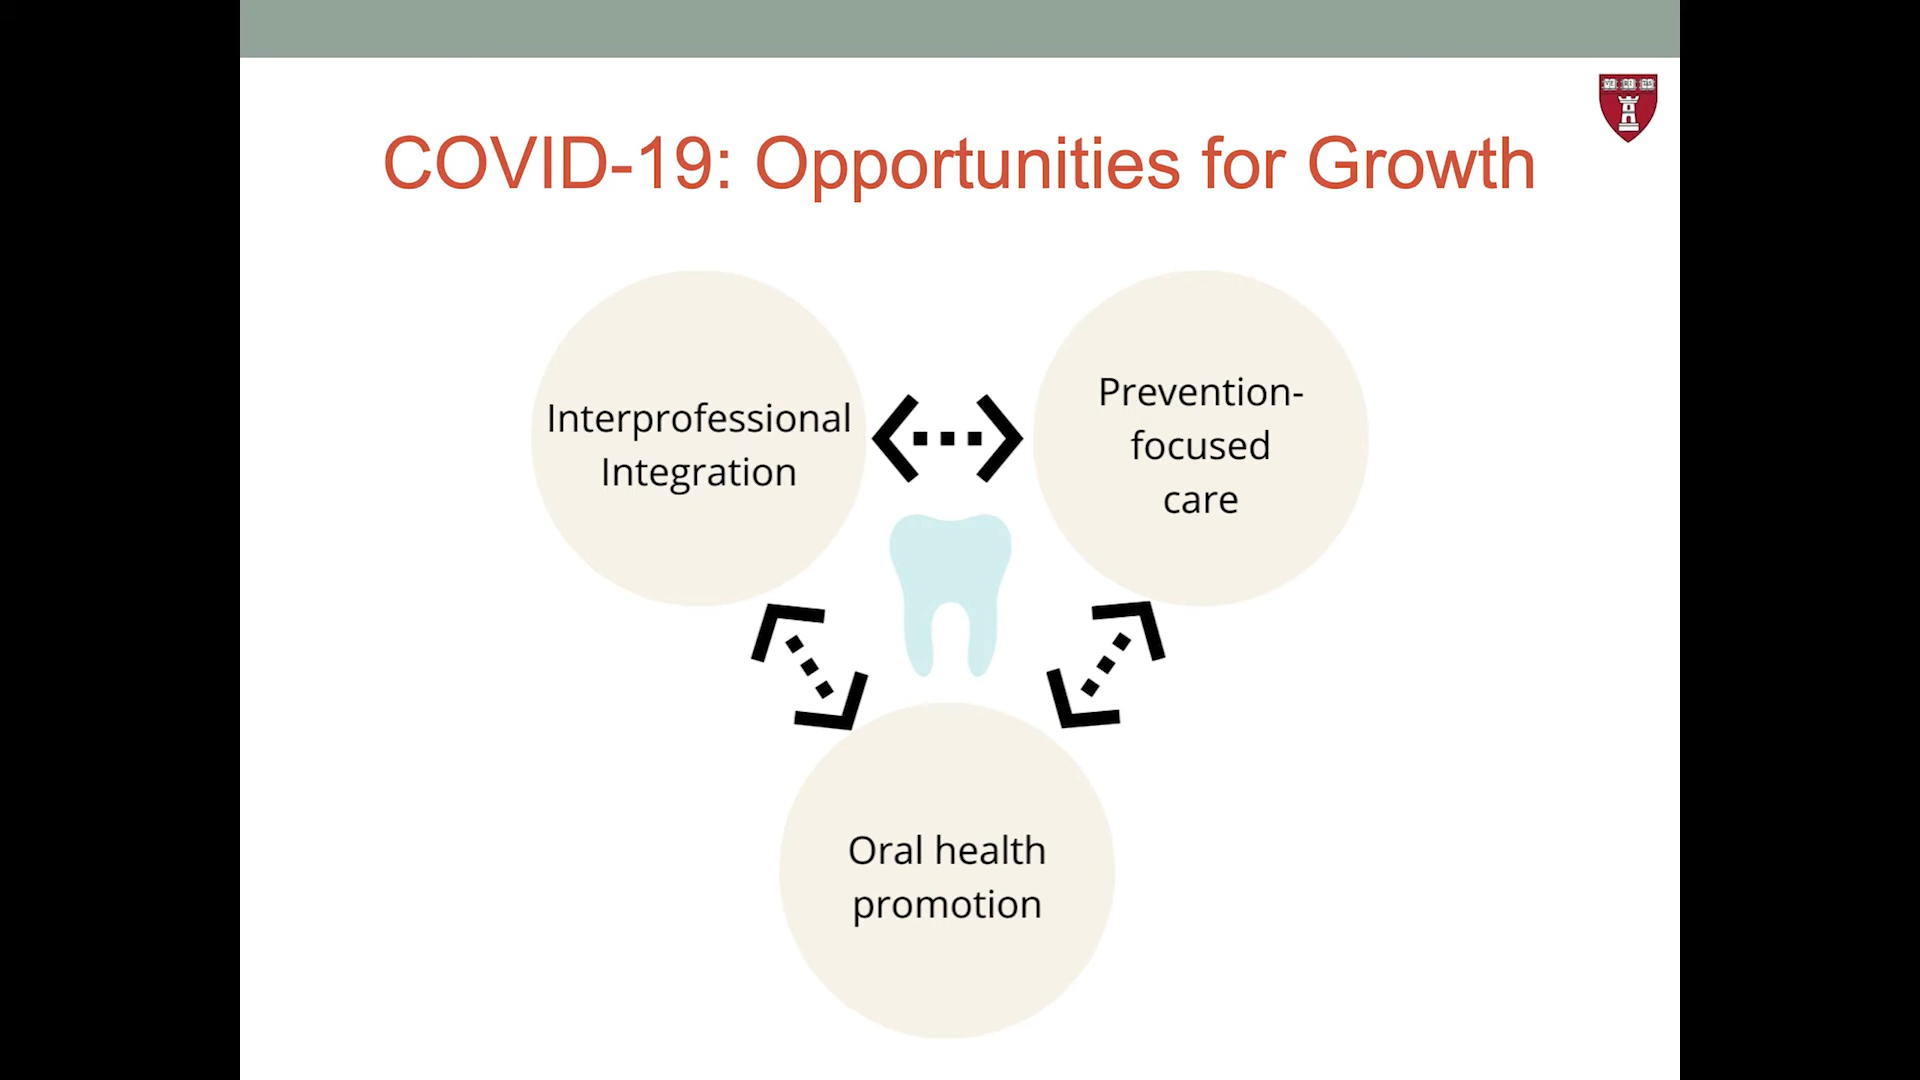 COVID-19: Opportunities for Growth
Interprofessional
Integration
Prevention-
focused
care
Oral health
promotion